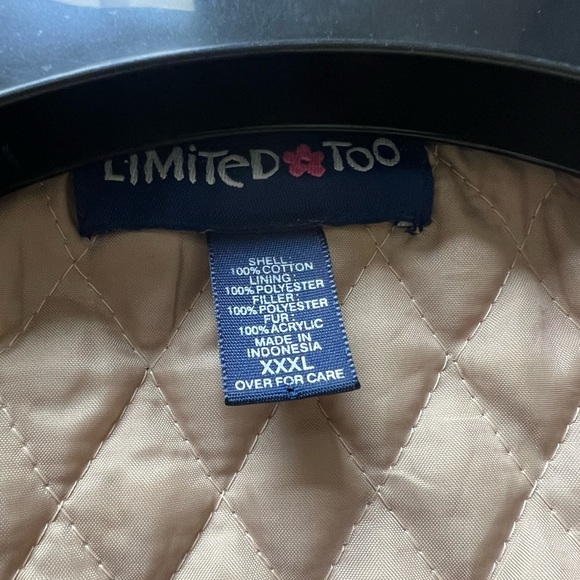 LiMiTeD TOO
SHELL:
100% COTTON
LINING:
100% POLYESTER
FILLER:
100% POLYESTER
FUR:
100% ACRYLIC
MADE IN
INDONESIA
XXXL
OVER FOR CARE